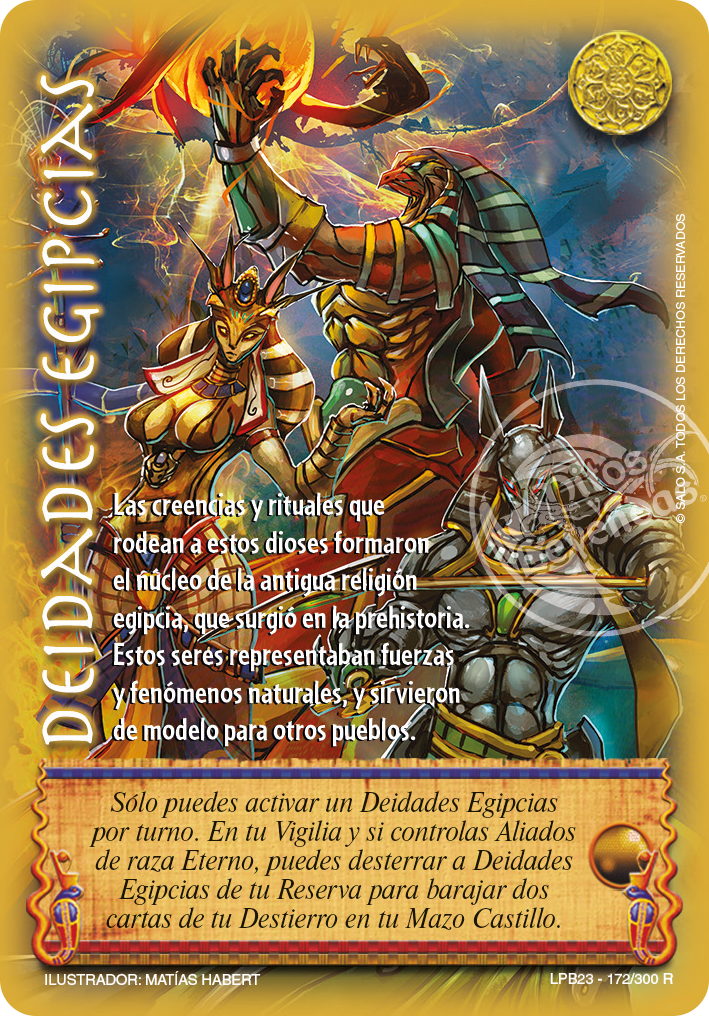 DEIDADES EGIPCIAS
Las creencias y rituales que
rodean a estos dioses formaron
el núcleo de la antigua religión
egipcia, que surgió en la prehistoria.
Estos seres representaban fuerzas
y fenómenos naturales, y sirvieron
de modelo para otros pueblos.
© SALO S.A. TODOS LOS DERECHOS RESERVADOS
Sólo puedes activar un Deidades Egipcias
por turno. En tu Vigilia y si controlas Aliados
de raza Eterno, puedes desterrar a Deidades
Egipcias de tu Reserva para barajar dos
cartas de tu Destierro en tu Mazo Castillo.
ILUSTRADOR: MATÍAS HABERT
LPB23 - 172/300 R